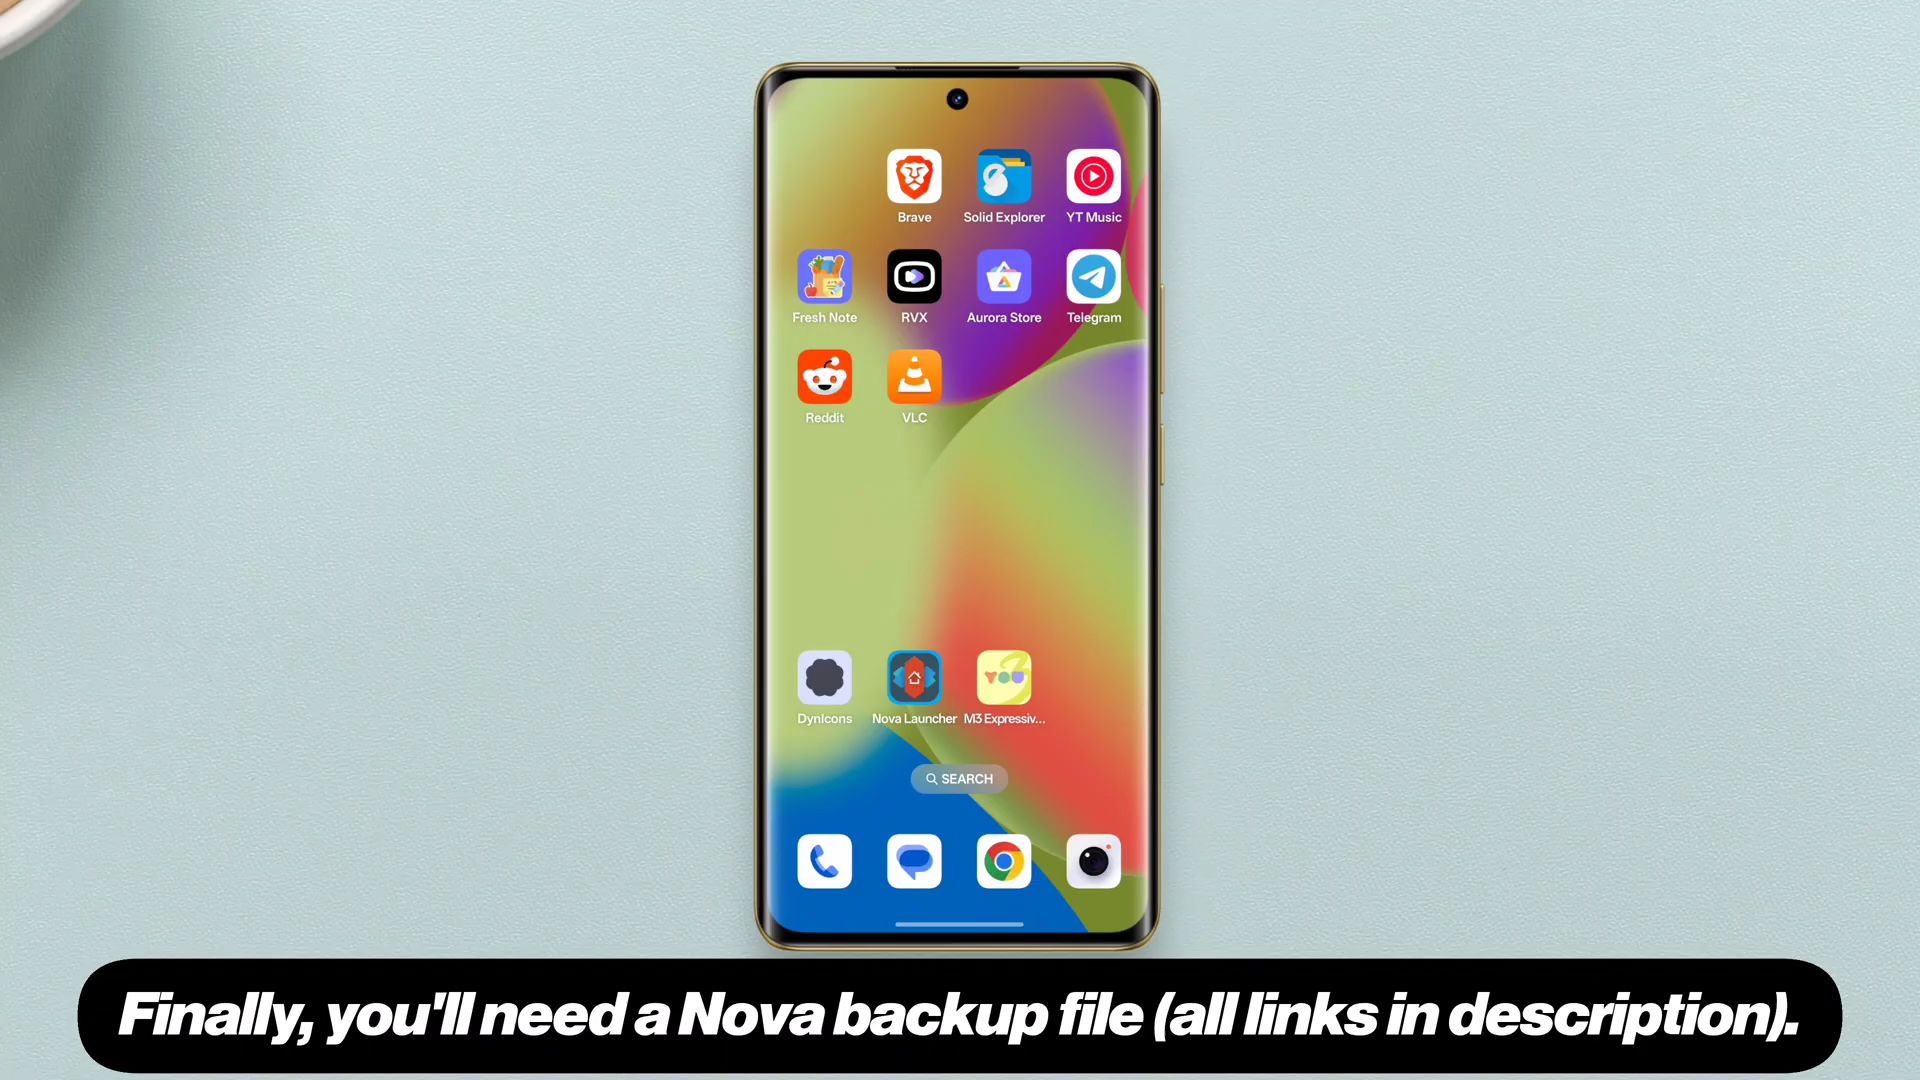 Brave
Solid Explorer
YT Music
Fresh Note
RVX
Aurora Store
Telegram
Reddit
VLC
DynIcons
Nova Launcher
M3 Expressiv...
YOU
SEARCH
Finally, you'll need a Nova backup file (all links in description).